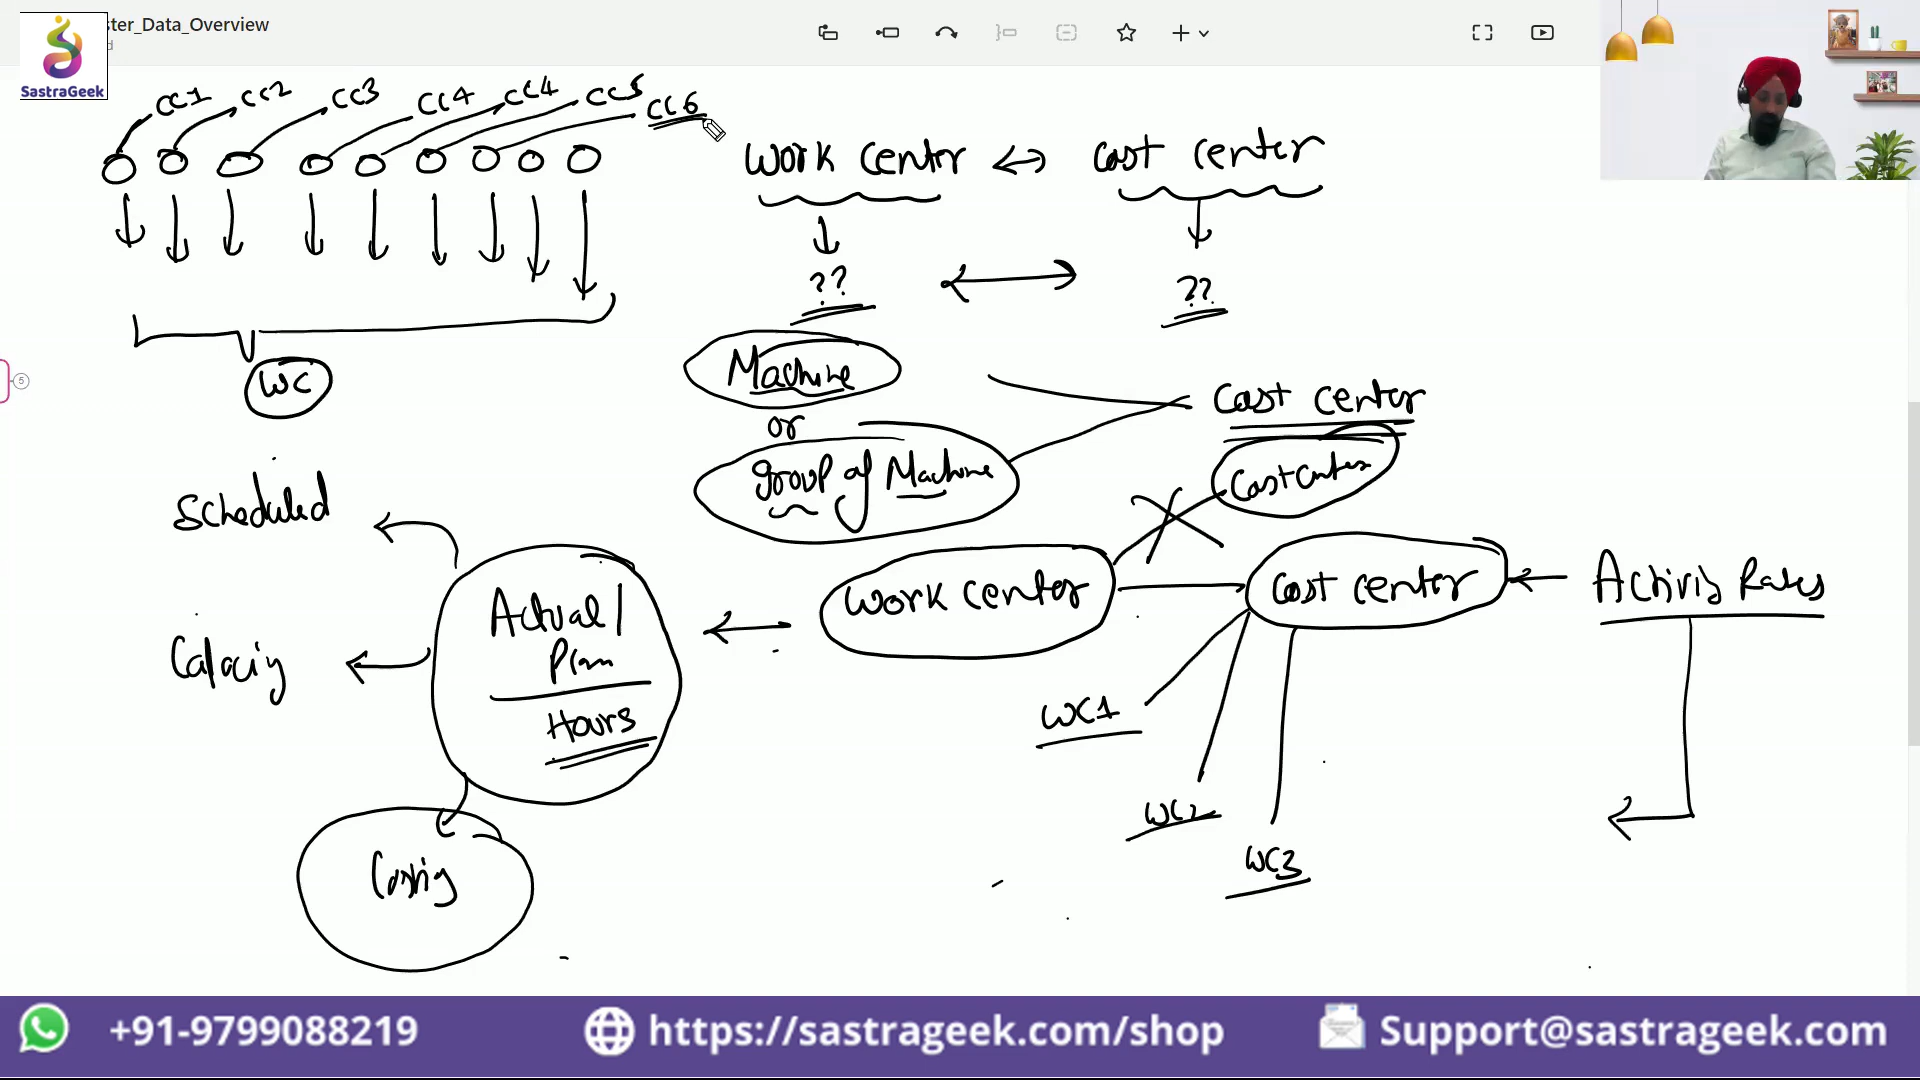 ster_Data_Overview
SastraGeek
CC1 CC2 CC3 CC4 CC4 CC5 CC6
Work Center <-> Cost Center
?? ??
WC
Machine
or
Group of Machine
Cost Center
Cost Center
5
Scheduled
Actual/
Plan
Hours
Work Center
Cost Center
Activity Rates
Capacity
WC1
WC2
WC3
Costing
+91-9799088219
https://sastrageek.com/shop
Support@sastrageek.com